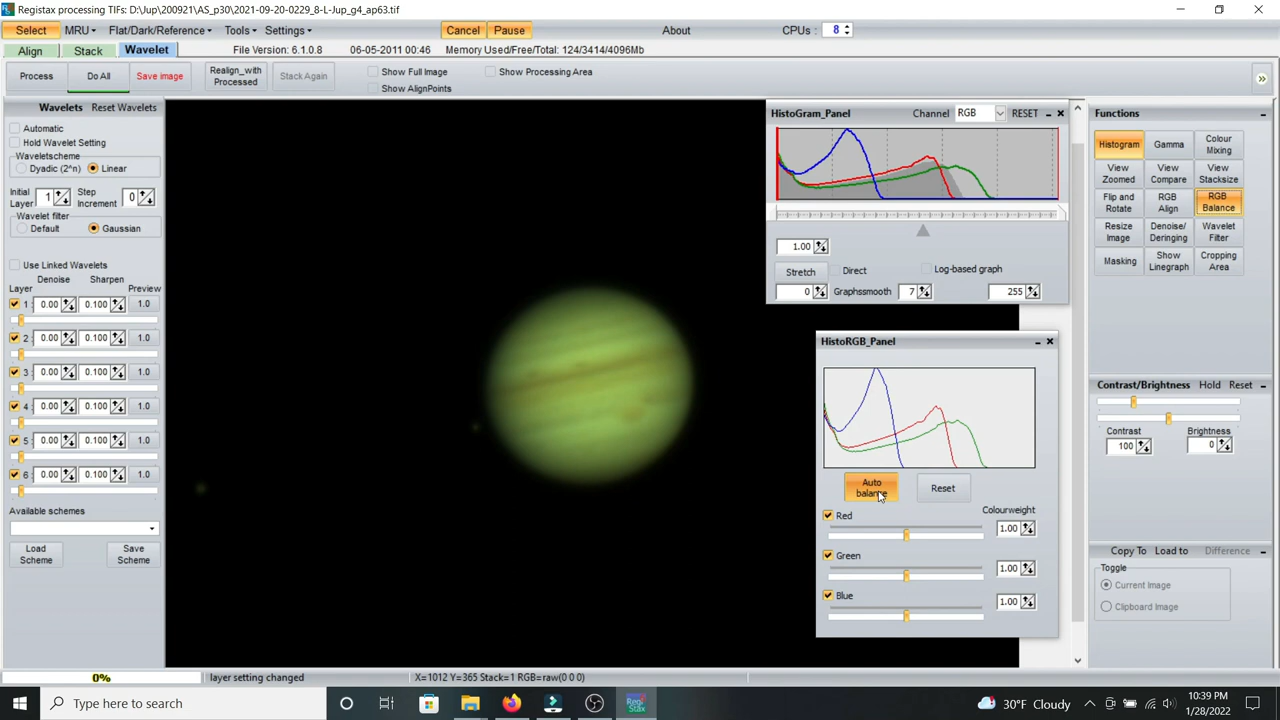 Registax processing TIFs: D:\Jup\200921\AS_p30\2021-09-20-0229_8-L-Jup_g4_ap63.tif
Select MRU Flat/Dark/Reference Tools Settings Cancel Pause About CPUs: 8
Align Stack Wavelet File Version: 6.1.0.8 06-05-2011 00:46 Memory Used/Free/Total: 124/3414/4096Mb
Process Do All Save image Realign_with Processed Stack Again Show Full Image Show Processing Area
Show AlignPoints
Wavelets Reset Wavelets
Automatic
Hold Wavelet Setting
Waveletscheme
Dyadic (2^n) Linear
Initial Layer 1 Step Increment 0
Wavelet filter
Default Gaussian
Use Linked Wavelets
Denoise Sharpen
Layer Preview
1 : 0.00 0.100 1.0
2 : 0.00 0.100 1.0
3 : 0.00 0.100 1.0
4 : 0.00 0.100 1.0
5 : 0.00 0.100 1.0
6 : 0.00 0.100 1.0
Available schemes
Load Scheme Save Scheme
HistoGram_Panel Channel RGB RESET
1.00
Stretch Direct Log-based graph
0 Graphssmooth 7 255
HistoRGB_Panel
Auto balance Reset
Colourweight
Red 1.00
Green 1.00
Blue 1.00
Functions
Histogram Gamma Colour Mixing
View Zoomed View Compare View Stacksize
Flip and Rotate RGB Align RGB Balance
Resize Image Denoise/ Deringing Wavelet Filter
Masking Show Linegraph Cropping Area
Contrast/Brightness Hold Reset
Contrast Brightness
100 0
Copy To Load to Difference
Toggle
Current Image
Clipboard Image
0% layer setting changed X=1012 Y=365 Stack=1 RGB=raw(0 0 0)
Type here to search 30°F Cloudy 10:39 PM
1/28/2022